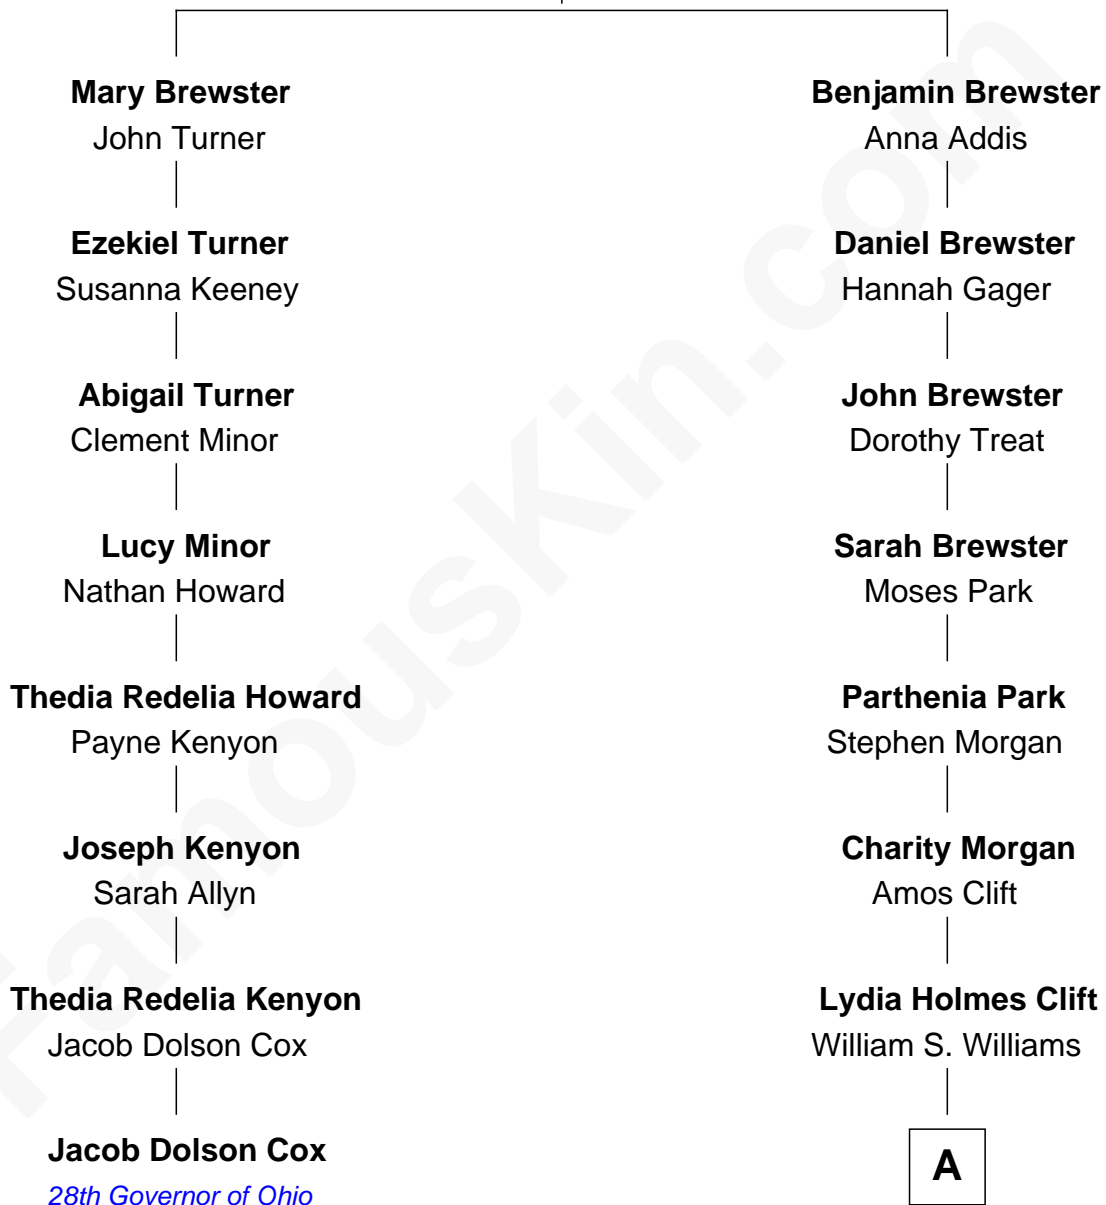 Mary Brewster
John Turner
Benjamin Brewster
Anna Addis
Ezekiel Turner
Susanna Keeney
Daniel Brewster
Hannah Gager
Abigail Turner
Clement Minor
John Brewster
Dorothy Treat
Lucy Minor
Nathan Howard
Sarah Brewster
Moses Park
Thedia Redelia Howard
Payne Kenyon
Parthenia Park
Stephen Morgan
Joseph Kenyon
Sarah Allyn
Charity Morgan
Amos Clift
Thedia Redelia Kenyon
Jacob Dolson Cox
Lydia Holmes Clift
William S. Williams
Jacob Dolson Cox
28th Governor of Ohio
A
FamousKin.com